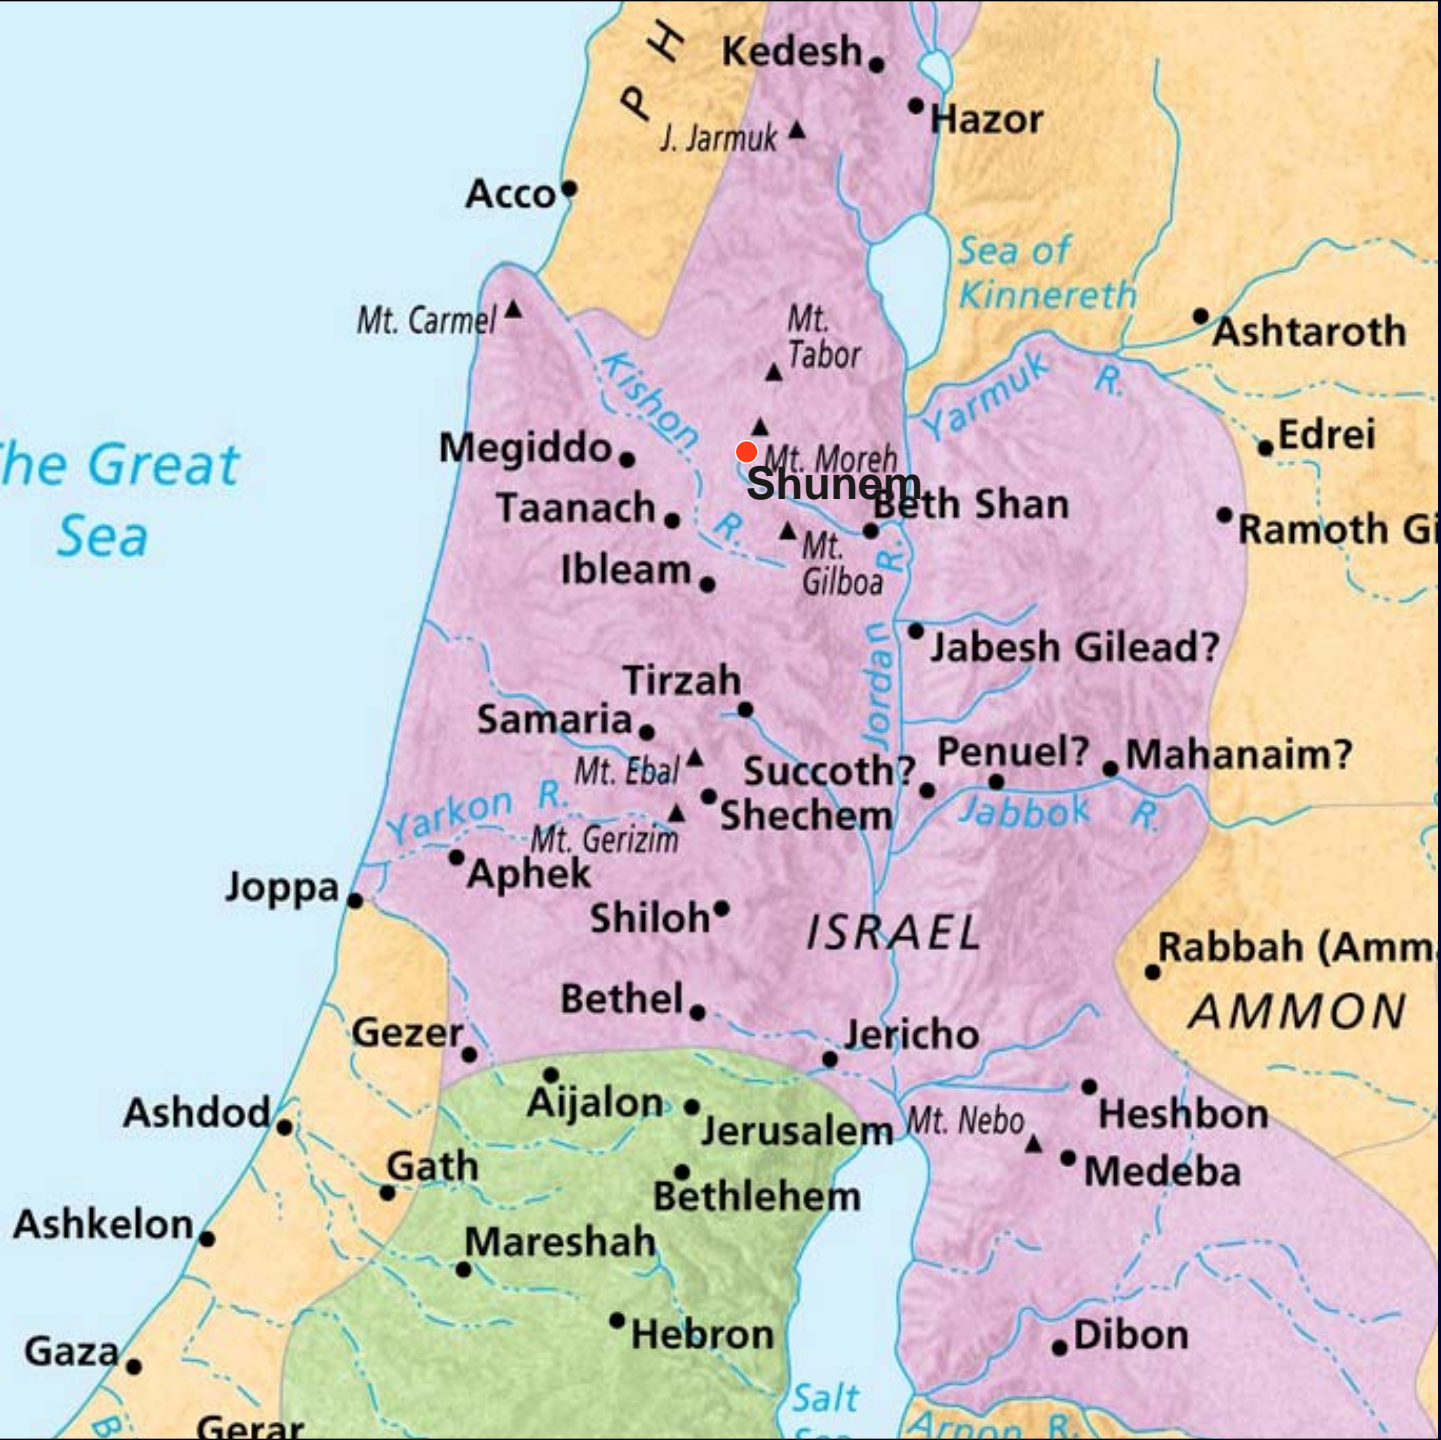 P H
Kedesh
Hazor
J. Jarmuk
Acco
Sea of
Kinnereth
Mt. Carmel
Mt.
Tabor
Ashtaroth
Kishon
R.
Yarmuk R.
Edrei
he Great
Sea
Megiddo
Mt. Moreh
Shunem
Taanach
Beth Shan
Ramoth Gi
Mt.
Gilboa
Ibleam
Jordan R.
Jabesh Gilead?
Tirzah
Samaria
Mt. Ebal
Succoth?
Penuel?
Mahanaim?
Yarkon R.
Shechem
Jabbok R.
Mt. Gerizim
Aphek
Joppa
Shiloh
ISRAEL
Rabbah (Amm
AMMON
Bethel
Gezer
Jericho
Aijalon
Ashdod
Jerusalem
Mt. Nebo
Heshbon
Gath
Bethlehem
Medeba
Ashkelon
Mareshah
Hebron
Dibon
Gaza
Salt
Sea
Gerar
B
Arnon R.